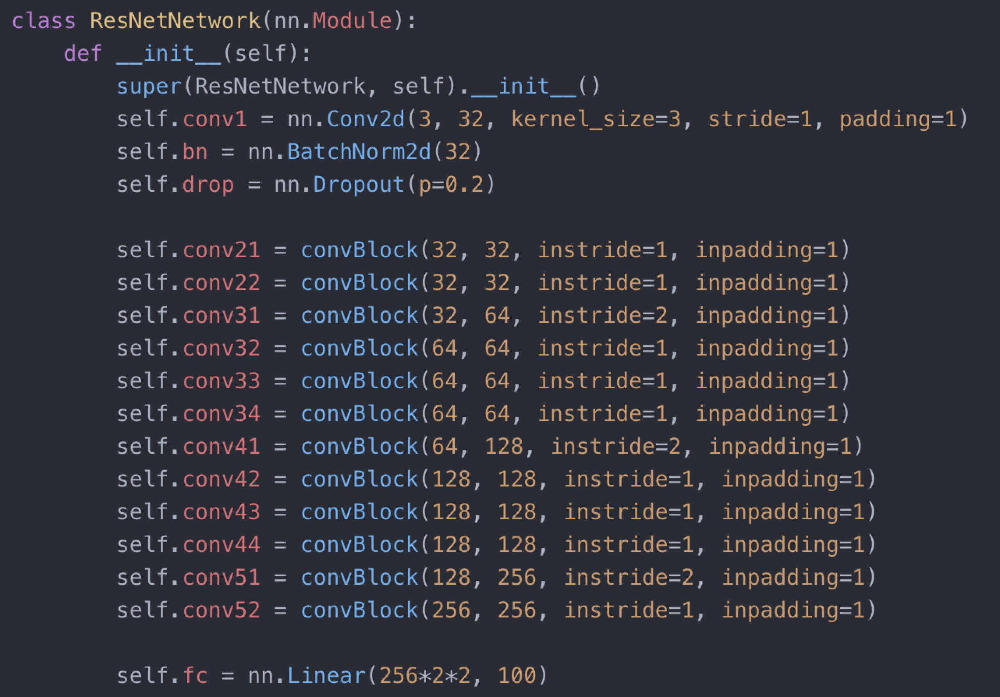 class ResNetNetwork(nn.Module):
    def __init__(self):
        super(ResNetNetwork, self).__init__()
        self.conv1 = nn.Conv2d(3, 32, kernel_size=3, stride=1, padding=1)
        self.bn = nn.BatchNorm2d(32)
        self.drop = nn.Dropout(p=0.2)

        self.conv21 = convBlock(32, 32, instride=1, inpadding=1)
        self.conv22 = convBlock(32, 32, instride=1, inpadding=1)
        self.conv31 = convBlock(32, 64, instride=2, inpadding=1)
        self.conv32 = convBlock(64, 64, instride=1, inpadding=1)
        self.conv33 = convBlock(64, 64, instride=1, inpadding=1)
        self.conv34 = convBlock(64, 64, instride=1, inpadding=1)
        self.conv41 = convBlock(64, 128, instride=2, inpadding=1)
        self.conv42 = convBlock(128, 128, instride=1, inpadding=1)
        self.conv43 = convBlock(128, 128, instride=1, inpadding=1)
        self.conv44 = convBlock(128, 128, instride=1, inpadding=1)
        self.conv51 = convBlock(128, 256, instride=2, inpadding=1)
        self.conv52 = convBlock(256, 256, instride=1, inpadding=1)

        self.fc = nn.Linear(256*2*2, 100)